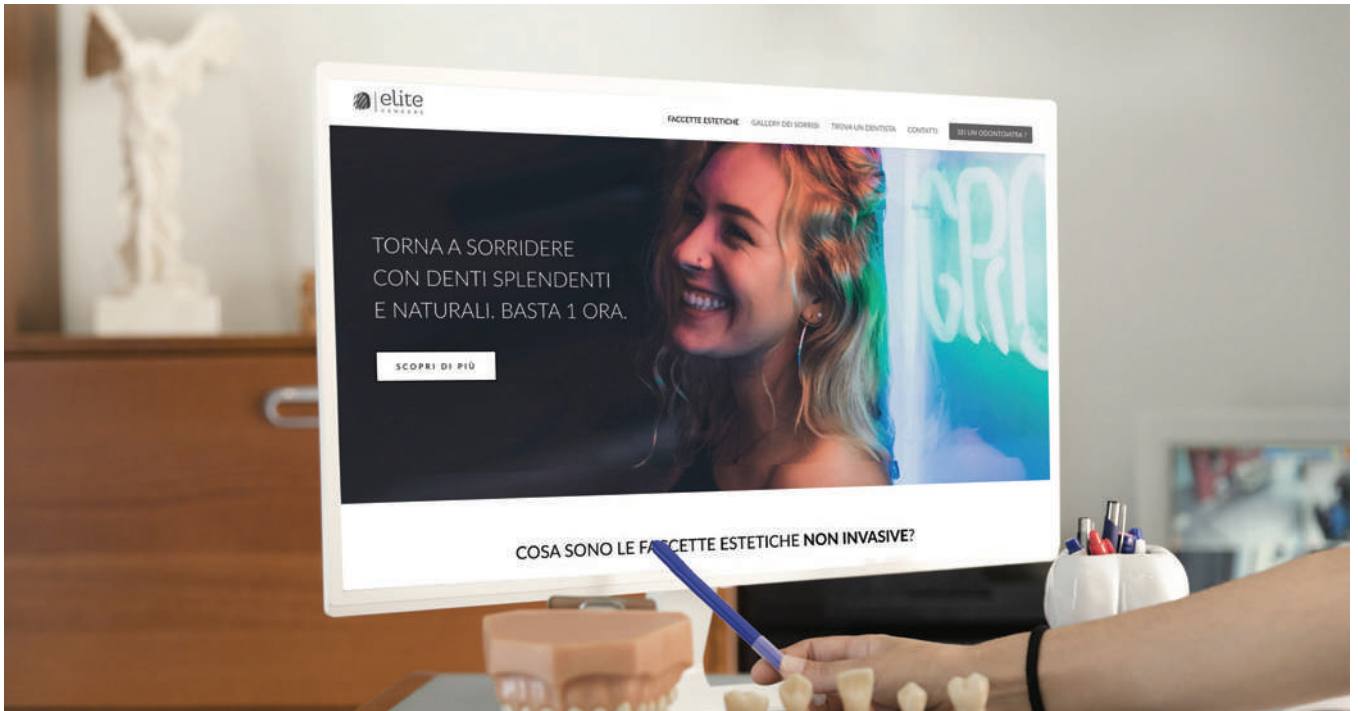 elite
VENEERS
FACCETTE ESTETICHE GALLERY DEI SORRISI TROVA UN DENTISTA CONTATTI SEI UN ODONTOIATRA ?
TORNA A SORRIDERE
CON DENTI SPLENDENTI
E NATURALI. BASTA 1 ORA.
SCOPRI DI PIÙ
COSA SONO LE FACCETTE ESTETICHE NON INVASIVE?